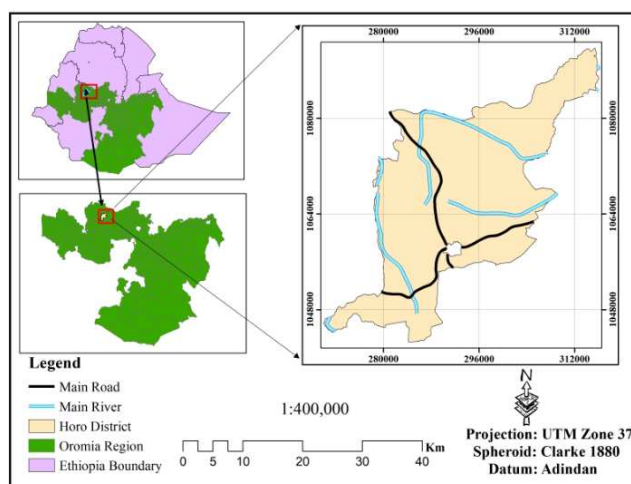 280000 296000 312000
1080000 1080000
1064000 1064000
1048000 1048000
280000 296000 312000
Legend
Main Road
Main River
Horo District
Oromia Region
Ethiopia Boundary
1:400,000
Km
0 5 10 20 30 40
N
Projection: UTM Zone 37
Spheroid: Clarke 1880
Datum: Adindan